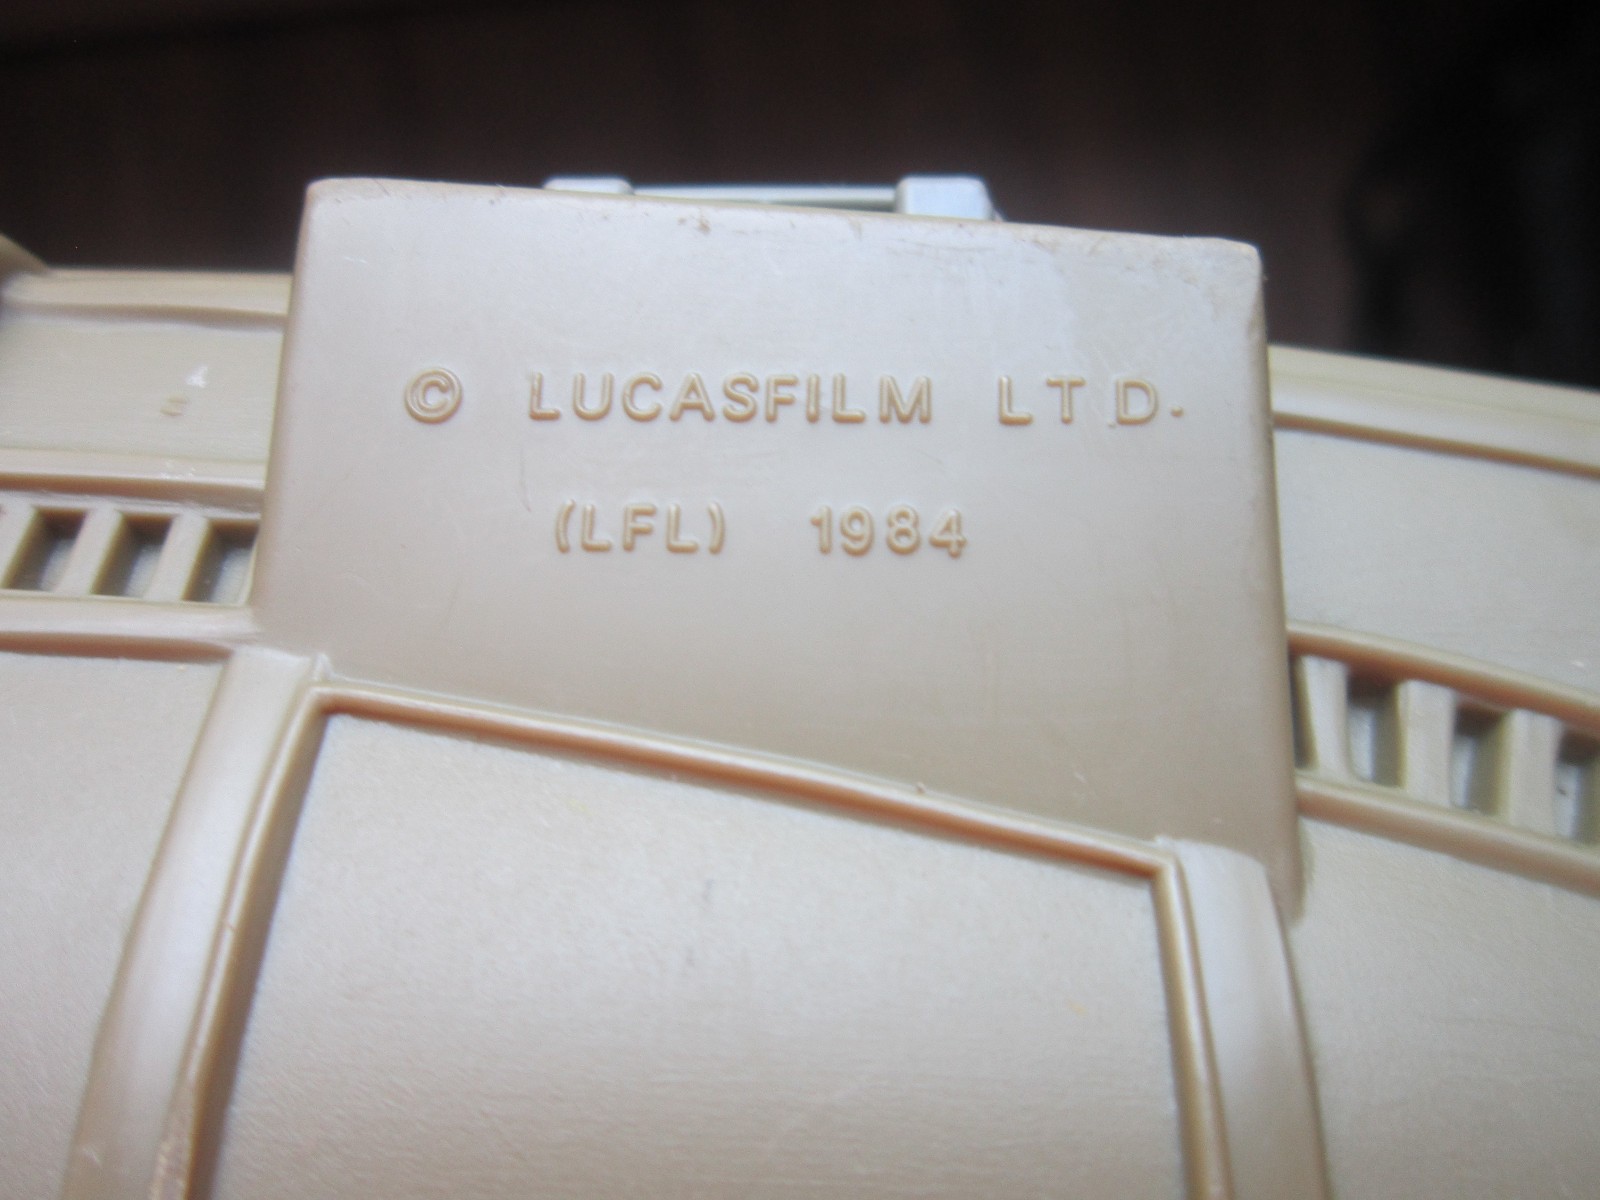 © LUCASFILM LTD.
(LFL) 1984